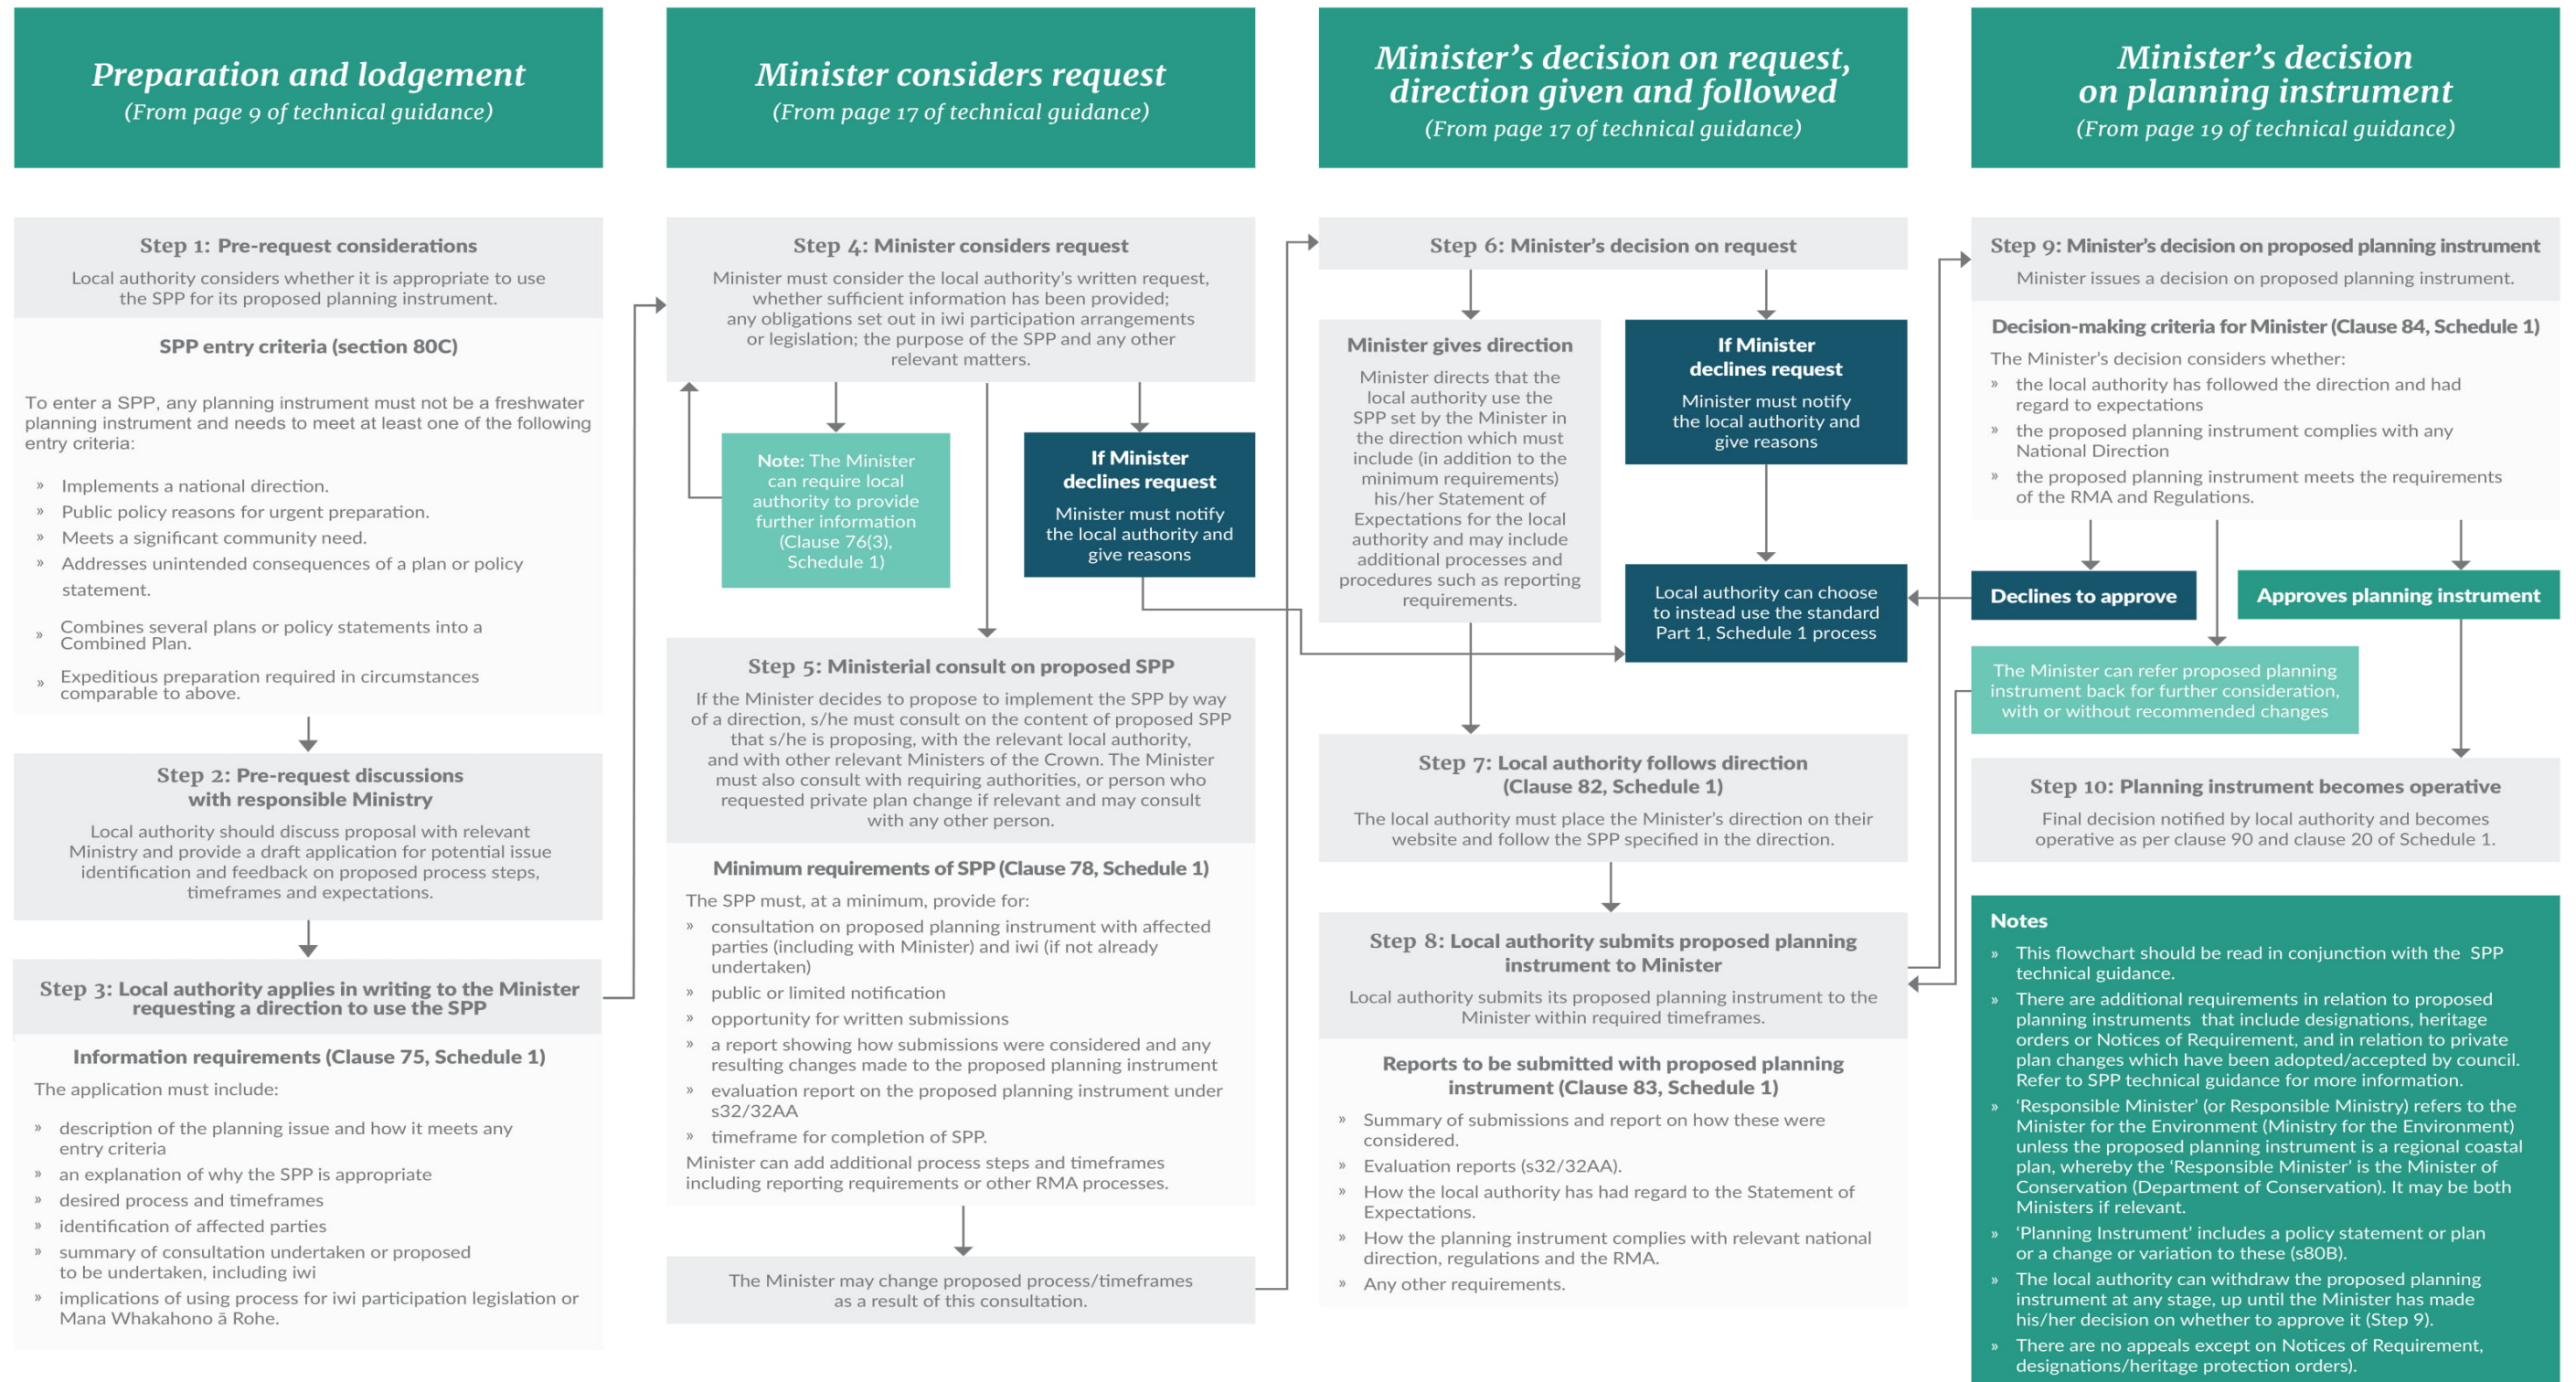 Preparation and lodgement
(From page 9 of technical guidance)
Step 1: Pre-request considerations
Local authority considers whether it is appropriate to use
the SPP for its proposed planning instrument.
SPP entry criteria (section 80C)
To enter a SPP, any planning instrument must not be a freshwater
planning instrument and needs to meet at least one of the following
entry criteria:
» Implements a national direction.
» Public policy reasons for urgent preparation.
» Meets a significant community need.
» Addresses unintended consequences of a plan or policy
statement.
» Combines several plans or policy statements into a
Combined Plan.
» Expeditious preparation required in circumstances
comparable to above.
Step 2: Pre-request discussions
with responsible Ministry
Local authority should discuss proposal with relevant
Ministry and provide a draft application for potential issue
identification and feedback on proposed process steps,
timeframes and expectations.
Step 3: Local authority applies in writing to the Minister
requesting a direction to use the SPP
Information requirements (Clause 75, Schedule 1)
The application must include:
» description of the planning issue and how it meets any
entry criteria
» an explanation of why the SPP is appropriate
» desired process and timeframes
» identification of affected parties
» summary of consultation undertaken or proposed
to be undertaken, including iwi
» implications of using process for iwi participation legislation or
Mana Whakahono ā Rohe.
Minister considers request
(From page 17 of technical guidance)
Step 4: Minister considers request
Minister must consider the local authority's written request,
whether sufficient information has been provided;
any obligations set out in iwi participation arrangements
or legislation; the purpose of the SPP and any other
relevant matters.
Note: The Minister
can require local
authority to provide
further information
(Clause 76(3),
Schedule 1)
If Minister
declines request
Minister must notify
the local authority and
give reasons
Step 5: Ministerial consult on proposed SPP
If the Minister decides to propose to implement the SPP by way
of a direction, s/he must consult on the content of proposed SPP
that s/he is proposing, with the relevant local authority,
and with other relevant Ministers of the Crown. The Minister
must also consult with requiring authorities, or person who
requested private plan change if relevant and may consult
with any other person.
Minimum requirements of SPP (Clause 78, Schedule 1)
The SPP must, at a minimum, provide for:
» consultation on proposed planning instrument with affected
parties (including with Minister) and iwi (if not already
undertaken)
» public or limited notification
» opportunity for written submissions
» a report showing how submissions were considered and any
resulting changes made to the proposed planning instrument
» evaluation report on the proposed planning instrument under
s32/32AA
» timeframe for completion of SPP.
Minister can add additional process steps and timeframes
including reporting requirements or other RMA processes.
The Minister may change proposed process/timeframes
as a result of this consultation.
Minister's decision on request,
direction given and followed
(From page 17 of technical guidance)
Step 6: Minister's decision on request
Minister gives direction
Minister directs that the
local authority use the
SPP set by the Minister in
the direction which must
include (in addition to the
minimum requirements)
his/her Statement of
Expectations for the local
authority and may include
additional processes and
procedures such as reporting
requirements.
If Minister
declines request
Minister must notify
the local authority and
give reasons
Local authority can choose
to instead use the standard
Part 1, Schedule 1 process
Step 7: Local authority follows direction
(Clause 82, Schedule 1)
The local authority must place the Minister's direction on their
website and follow the SPP specified in the direction.
Step 8: Local authority submits proposed planning
instrument to Minister
Local authority submits its proposed planning instrument to the
Minister within required timeframes.
Reports to be submitted with proposed planning
instrument (Clause 83, Schedule 1)
» Summary of submissions and report on how these were
considered.
» Evaluation reports (s32/32AA).
» How the local authority has had regard to the Statement of
Expectations.
» How the planning instrument complies with relevant national
direction, regulations and the RMA.
» Any other requirements.
Minister's decision
on planning instrument
(From page 19 of technical guidance)
Step 9: Minister's decision on proposed planning instrument
Minister issues a decision on proposed planning instrument.
Decision-making criteria for Minister (Clause 84, Schedule 1)
The Minister's decision considers whether:
» the local authority has followed the direction and had
regard to expectations
» the proposed planning instrument complies with any
National Direction
» the proposed planning instrument meets the requirements
of the RMA and Regulations.
Declines to approve
Approves planning instrument
The Minister can refer proposed planning
instrument back for further consideration,
with or without recommended changes
Step 10: Planning instrument becomes operative
Final decision notified by local authority and becomes
operative as per clause 90 and clause 20 of Schedule 1.
Notes
» This flowchart should be read in conjunction with the SPP
technical guidance.
» There are additional requirements in relation to proposed
planning instruments that include designations, heritage
orders or Notices of Requirement, and in relation to private
plan changes which have been adopted/accepted by council.
Refer to SPP technical guidance for more information.
» 'Responsible Minister' (or Responsible Ministry) refers to the
Minister for the Environment (Ministry for the Environment)
unless the proposed planning instrument is a regional coastal
plan, whereby the 'Responsible Minister' is the Minister of
Conservation (Department of Conservation). It may be both
Ministers if relevant.
» 'Planning Instrument' includes a policy statement or plan
or a change or variation to these (s80B).
» The local authority can withdraw the proposed planning
instrument at any stage, up until the Minister has made
his/her decision on whether to approve it (Step 9).
» There are no appeals except on Notices of Requirement,
designations/heritage protection orders).